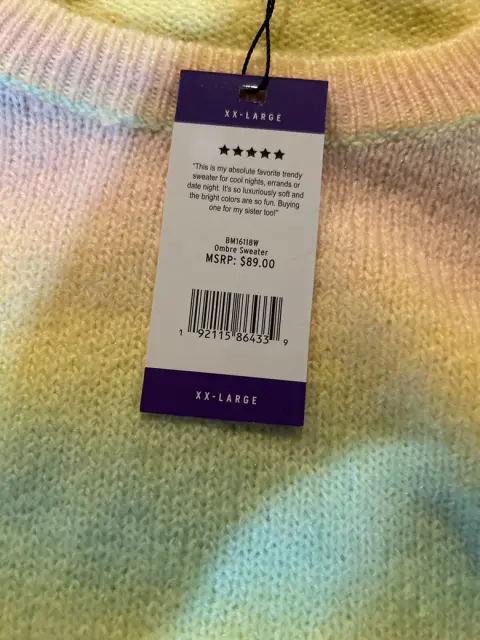 XX-LARGE
★★★★★
"This is my absolute favorite trendy
sweater for cool nights, errands or
date night. It's so luxuriously soft and
the bright colors are so fun. Buying
one for my sister too!"
BM16118W
Ombre Sweater
MSRP: $89.00
1 92115 86433 9
XX-LARGE